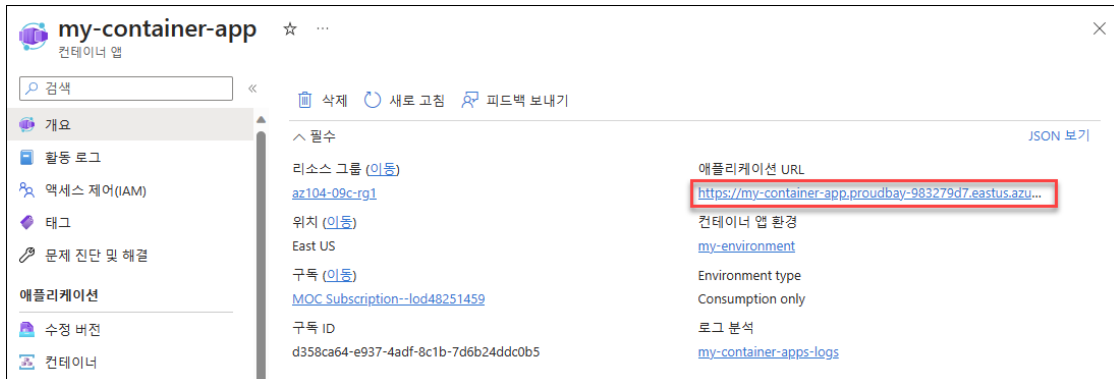 my-container-app
컨테이너 앱
검색
개요
활동 로그
액세스 제어(IAM)
태그
문제 진단 및 해결
애플리케이션
수정 버전
컨테이너
삭제 새로 고침 피드백 보내기
필수
JSON 보기
리소스 그룹 (이동)
az104-09c-rg1
위치 (이동)
East US
구독 (이동)
MOC Subscription--lod48251459
구독 ID
d358ca64-e937-4adf-8c1b-7d6b24ddc0b5
애플리케이션 URL
https://my-container-app.proudbay-983279d7.eastus.azu...
컨테이너 앱 환경
my-environment
Environment type
Consumption only
로그 분석
my-container-apps-logs